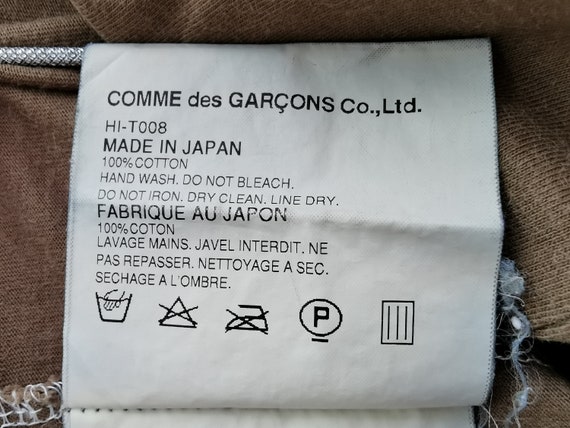 COMME des GARÇONS Co.,Ltd.
HI-T008
MADE IN JAPAN
100%COTTON
HAND WASH. DO NOT BLEACH.
DO NOT IRON. DRY CLEAN. LINE DRY.
FABRIQUE AU JAPON
100%COTON
LAVAGE MAINS. JAVEL INTERDIT. NE
PAS REPASSER. NETTOYAGE A SEC.
SECHAGE A L'OMBRE.
P